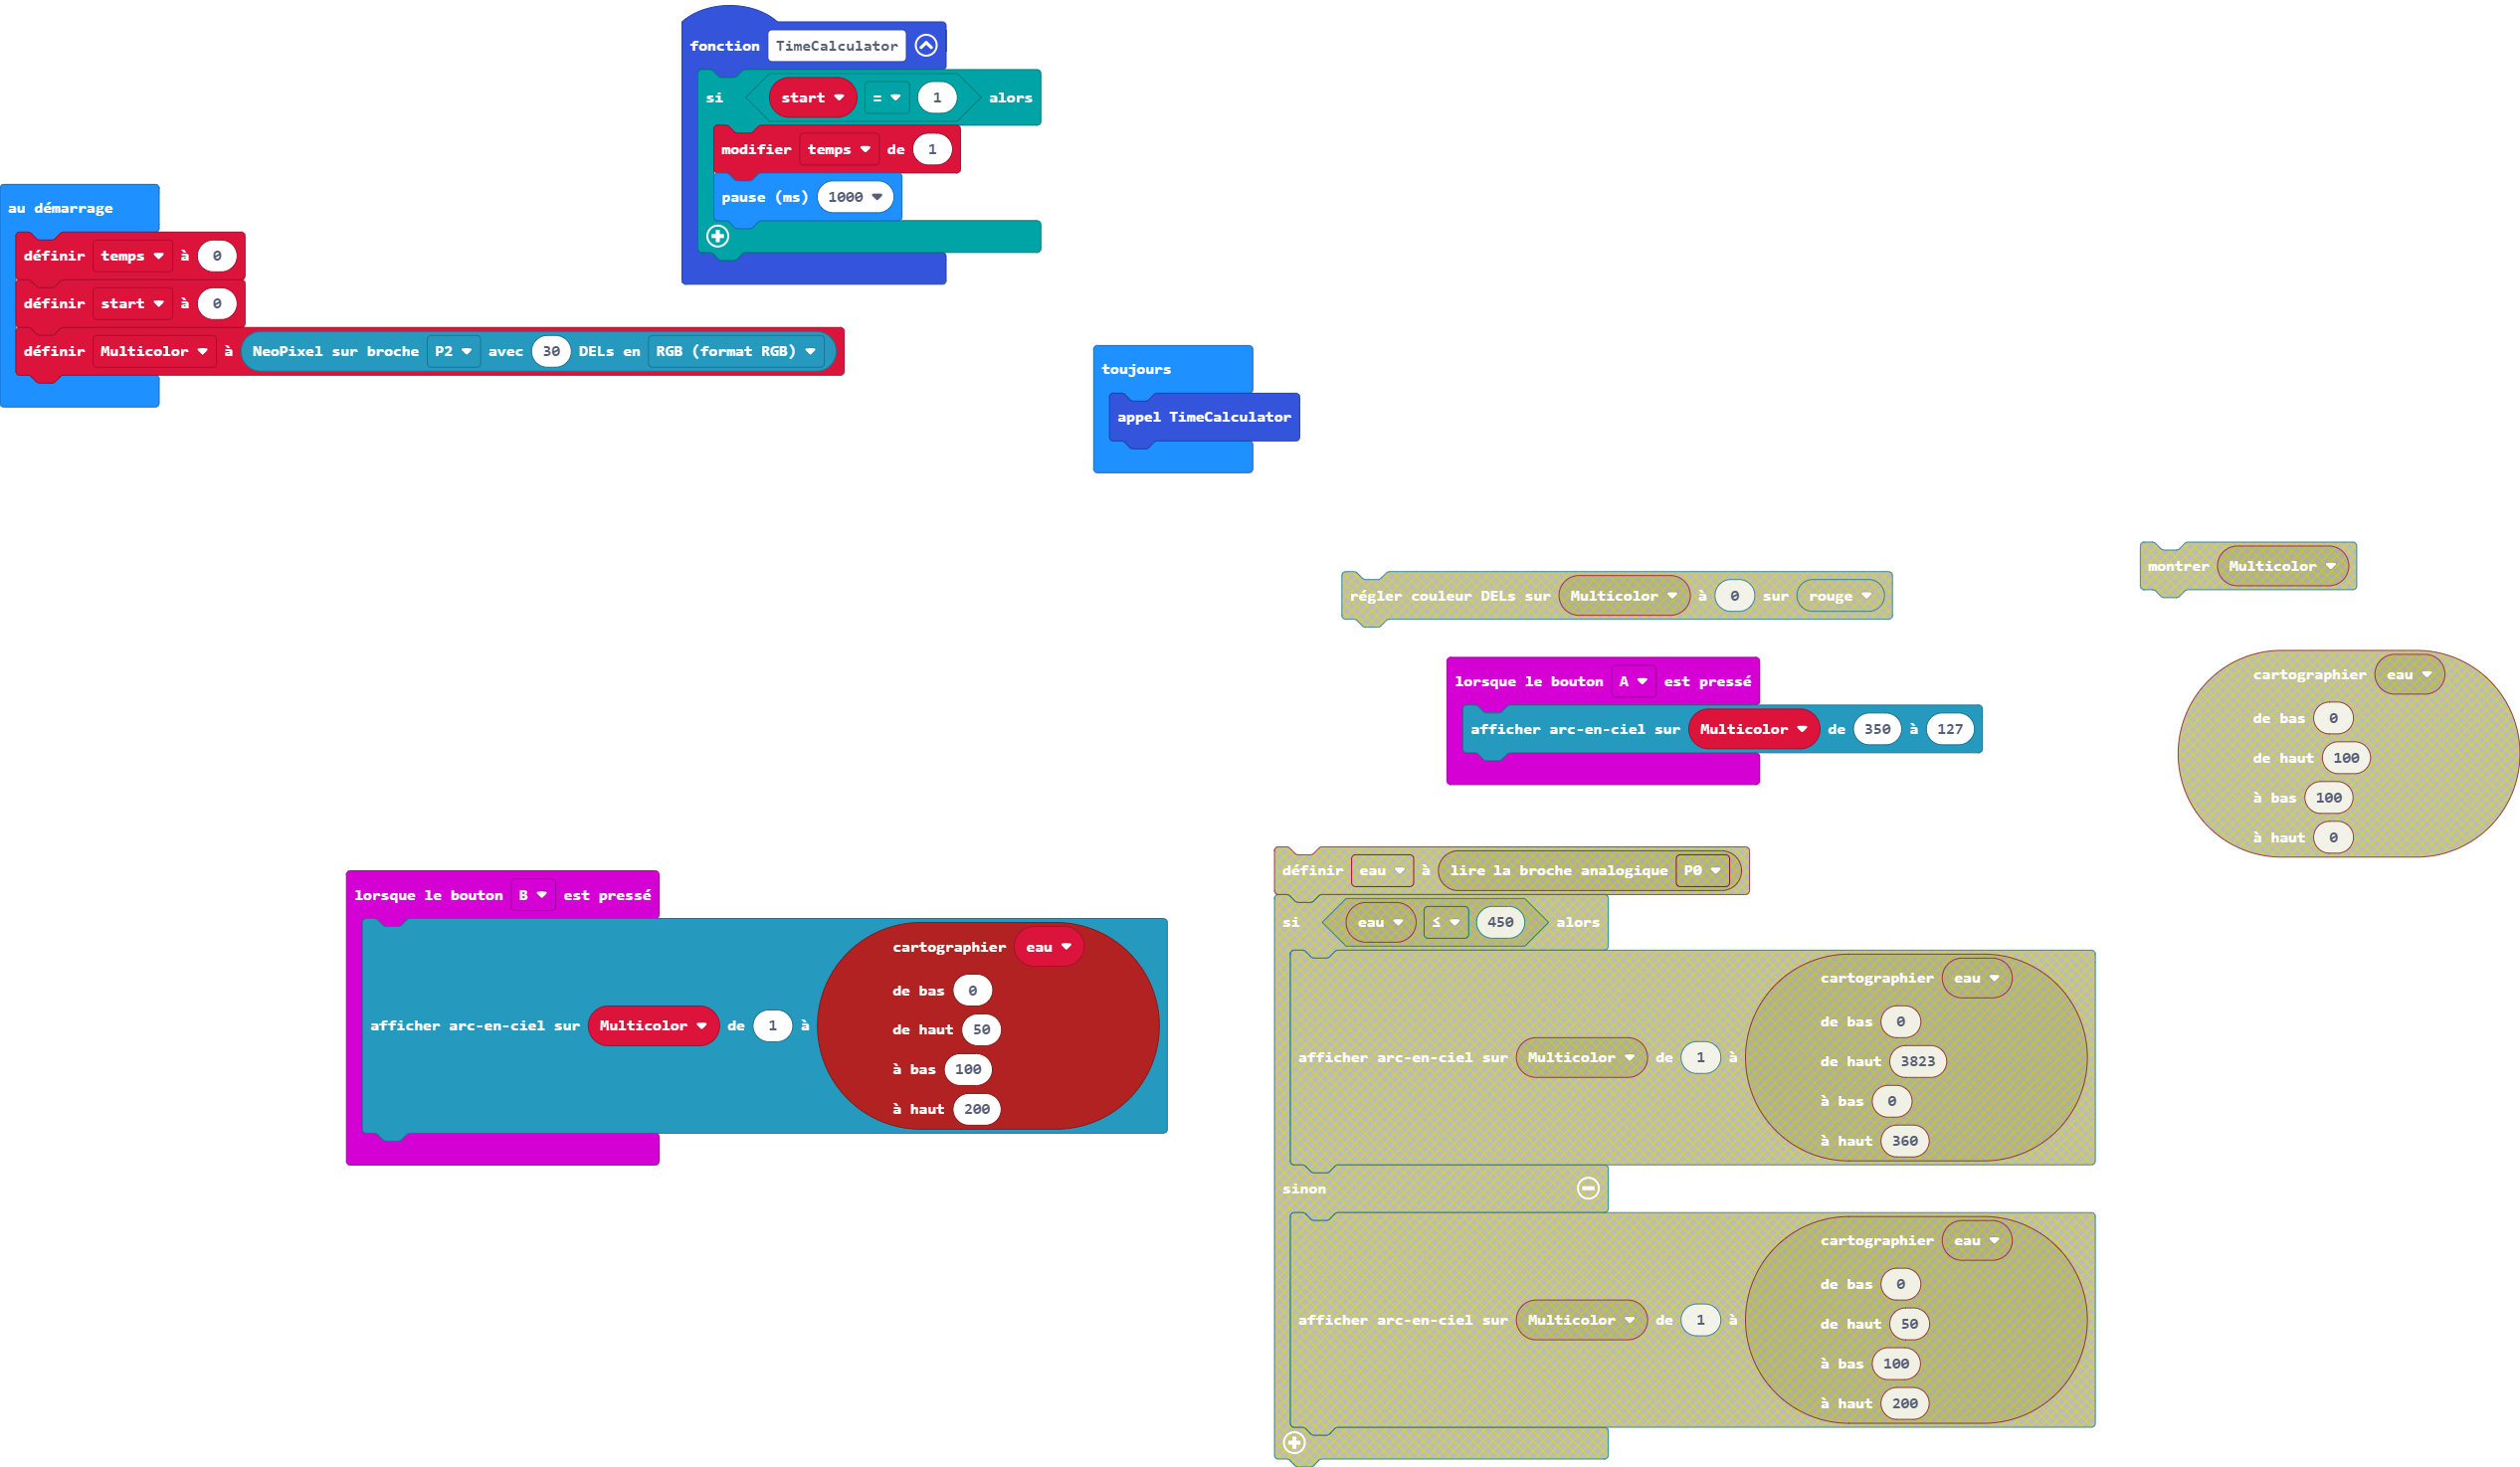 fonction TimeCalculator
si start = 1 alors
modifier temps de 1
pause (ms) 1000
au démarrage
définir temps à 0
définir start à 0
définir Multicolor à NeoPixel sur broche P2 avec 30 DELs en RGB (format RGB)
toujours
appel TimeCalculator
montrer Multicolor
régler couleur DELs sur Multicolor à 0 sur rouge
lorsque le bouton A est pressé
afficher arc-en-ciel sur Multicolor de 350 à 127
cartographier eau
de bas 0
de haut 100
à bas 100
à haut 0
lorsque le bouton B est pressé
afficher arc-en-ciel sur Multicolor de 1 à
cartographier eau
de bas 0
de haut 50
à bas 100
à haut 200
définir eau à lire la broche analogique P0
si eau ≤ 450 alors
afficher arc-en-ciel sur Multicolor de 1 à
cartographier eau
de bas 0
de haut 3823
à bas 0
à haut 360
sinon
afficher arc-en-ciel sur Multicolor de 1 à
cartographier eau
de bas 0
de haut 50
à bas 100
à haut 200